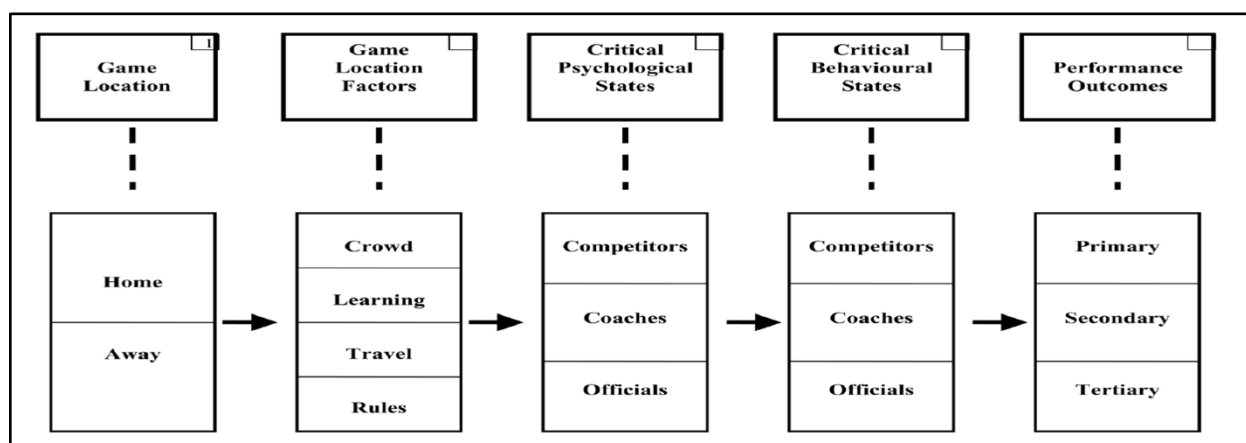 1
Game
Location
Game
Location
Factors
Critical
Psychological
States
Critical
Behavioural
States
Performance
Outcomes
Home
Away
Crowd
Learning
Travel
Rules
Competitors
Coaches
Officials
Competitors
Coaches
Officials
Primary
Secondary
Tertiary